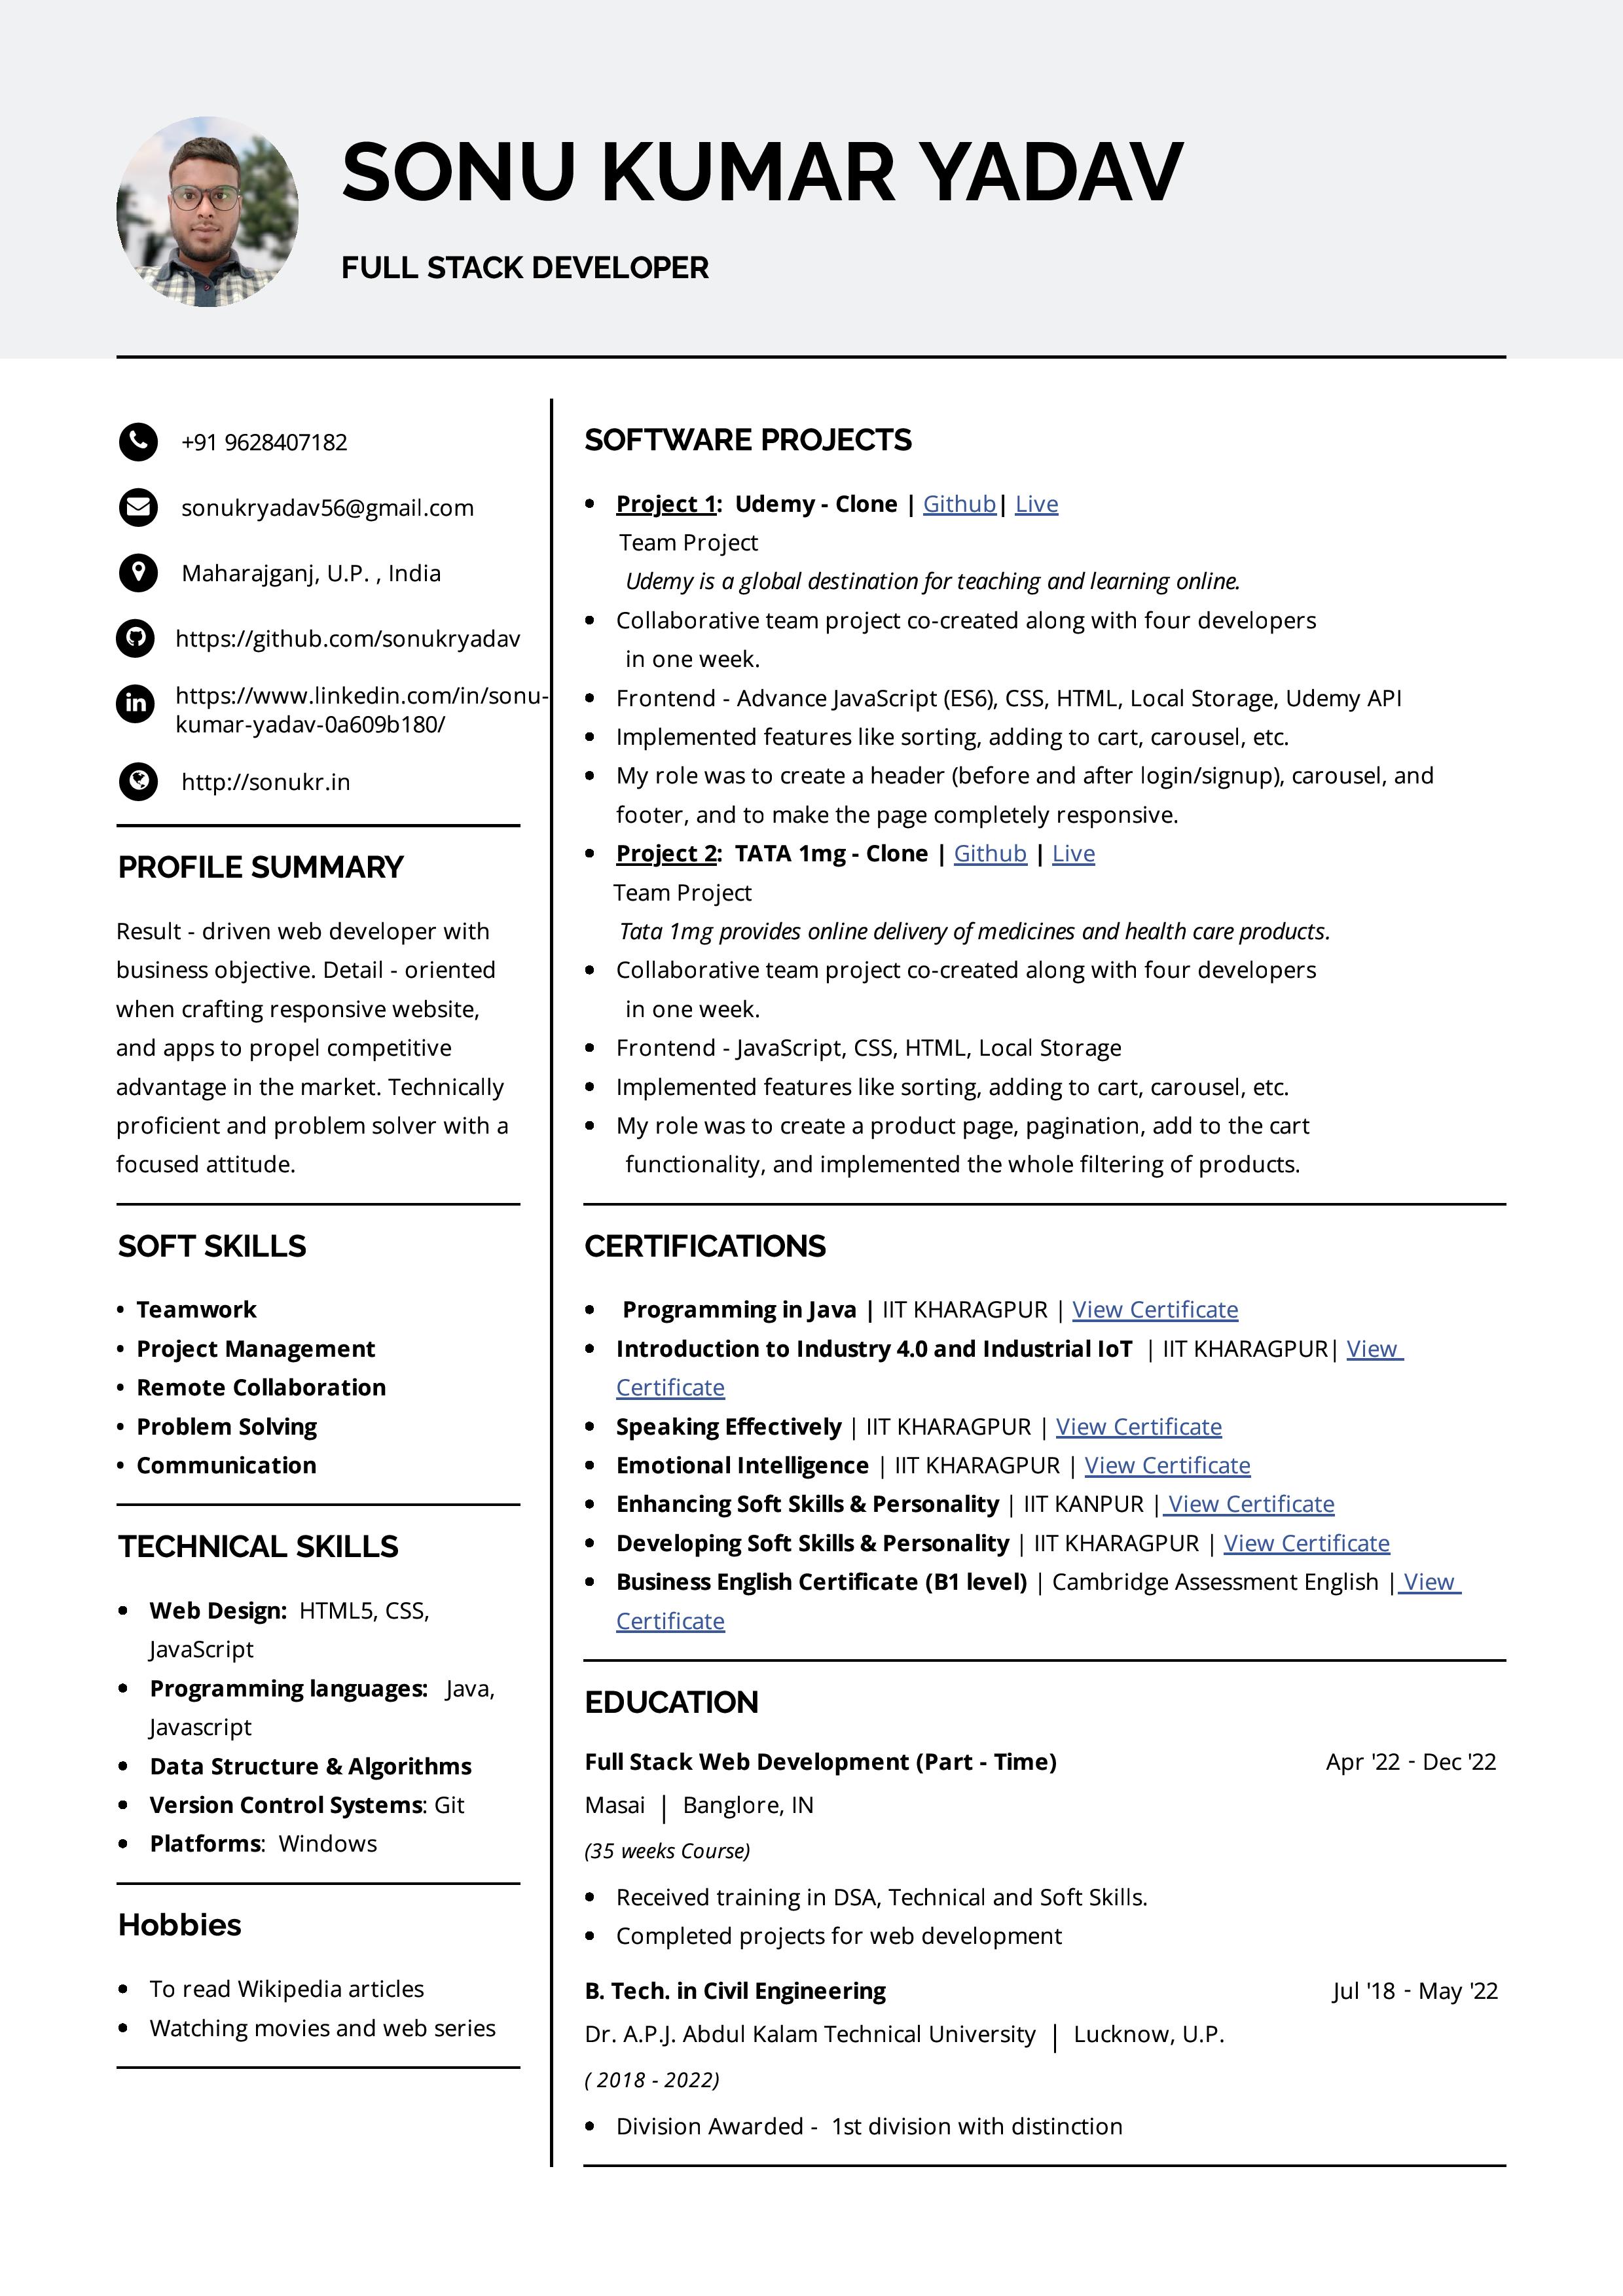 SONU KUMAR YADAV
FULL STACK DEVELOPER
+91 9628407182
sonukryadav56@gmail.com
Maharajganj, U.P. , India
https://github.com/sonukryadav
https://www.linkedin.com/in/sonu-
kumar-yadav-0a609b180/
http://sonukr.in
PROFILE SUMMARY
Result - driven web developer with
business objective. Detail - oriented
when crafting responsive website,
and apps to propel competitive
advantage in the market. Technically
proficient and problem solver with a
focused attitude.
SOFT SKILLS
• Teamwork
• Project Management
• Remote Collaboration
• Problem Solving
• Communication
TECHNICAL SKILLS
• Web Design: HTML5, CSS,
JavaScript
• Programming languages: Java,
Javascript
• Data Structure & Algorithms
• Version Control Systems: Git
• Platforms: Windows
Hobbies
• To read Wikipedia articles
• Watching movies and web series
SOFTWARE PROJECTS
• Project 1: Udemy - Clone | Github| Live
Team Project
Udemy is a global destination for teaching and learning online.
• Collaborative team project co-created along with four developers
in one week.
• Frontend - Advance JavaScript (ES6), CSS, HTML, Local Storage, Udemy API
• Implemented features like sorting, adding to cart, carousel, etc.
• My role was to create a header (before and after login/signup), carousel, and
footer, and to make the page completely responsive.
• Project 2: TATA 1mg - Clone | Github | Live
Team Project
Tata 1mg provides online delivery of medicines and health care products.
• Collaborative team project co-created along with four developers
in one week.
• Frontend - JavaScript, CSS, HTML, Local Storage
• Implemented features like sorting, adding to cart, carousel, etc.
• My role was to create a product page, pagination, add to the cart
functionality, and implemented the whole filtering of products.
CERTIFICATIONS
• Programming in Java | IIT KHARAGPUR | View Certificate
• Introduction to Industry 4.0 and Industrial IoT | IIT KHARAGPUR| View
Certificate
• Speaking Effectively | IIT KHARAGPUR | View Certificate
• Emotional Intelligence | IIT KHARAGPUR | View Certificate
• Enhancing Soft Skills & Personality | IIT KANPUR | View Certificate
• Developing Soft Skills & Personality | IIT KHARAGPUR | View Certificate
• Business English Certificate (B1 level) | Cambridge Assessment English | View
Certificate
EDUCATION
Full Stack Web Development (Part - Time) Apr '22 - Dec '22
Masai | Banglore, IN
(35 weeks Course)
• Received training in DSA, Technical and Soft Skills.
• Completed projects for web development
B. Tech. in Civil Engineering Jul '18 - May '22
Dr. A.P.J. Abdul Kalam Technical University | Lucknow, U.P.
( 2018 - 2022)
• Division Awarded - 1st division with distinction